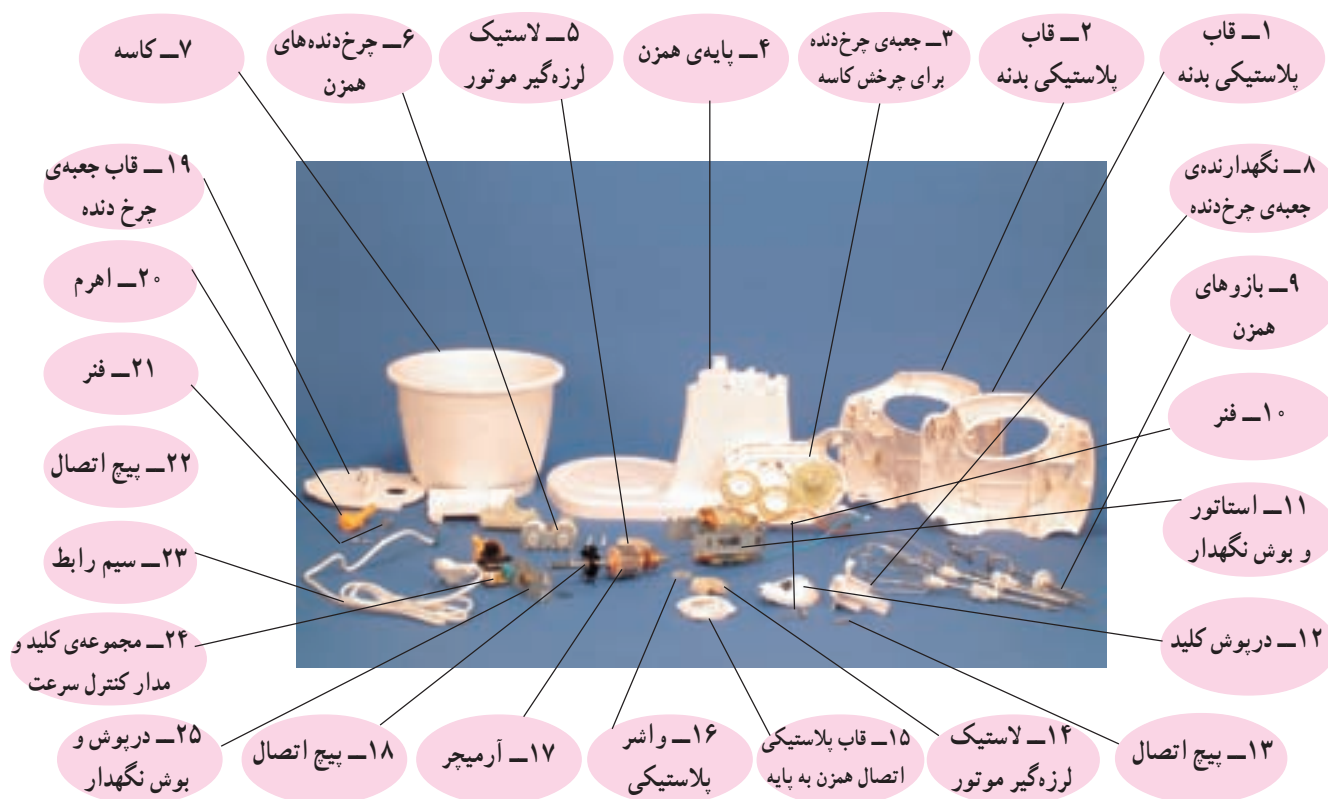 ۱ــ قاب
پلاستیکی بدنه
۲ــ قاب
پلاستیکی بدنه
۳ــ جعبه‌ی چرخ‌دنده
برای چرخش کاسه
۴ــ پایه‌ی همزن
۵ــ لاستیک
لرزه‌گیر موتور
۶ــ چرخ‌دنده‌های
همزن
۷ــ کاسه
۸ــ نگهدارنده‌ی
جعبه‌ی چرخ‌دنده
۹ــ بازوهای
همزن
۱۰ــ فنر
۱۱ــ استاتور
و بوش نگهدار
۱۲ــ درپوش کلید
۱۳ــ پیچ اتصال
۱۴ــ لاستیک
لرزه‌گیر موتور
۱۵ــ قاب پلاستیکی
اتصال همزن به پایه
۱۶ــ واشر
پلاستیکی
۱۷ــ آرمیچر
۱۸ــ پیچ اتصال
۱۹ــ قاب جعبه‌ی
چرخ دنده
۲۰ــ اهرم
۲۱ــ فنر
۲۲ــ پیچ اتصال
۲۳ــ سیم رابط
۲۴ــ مجموعه‌ی کلید و
مدار کنترل سرعت
۲۵ــ درپوش و
بوش نگهدار